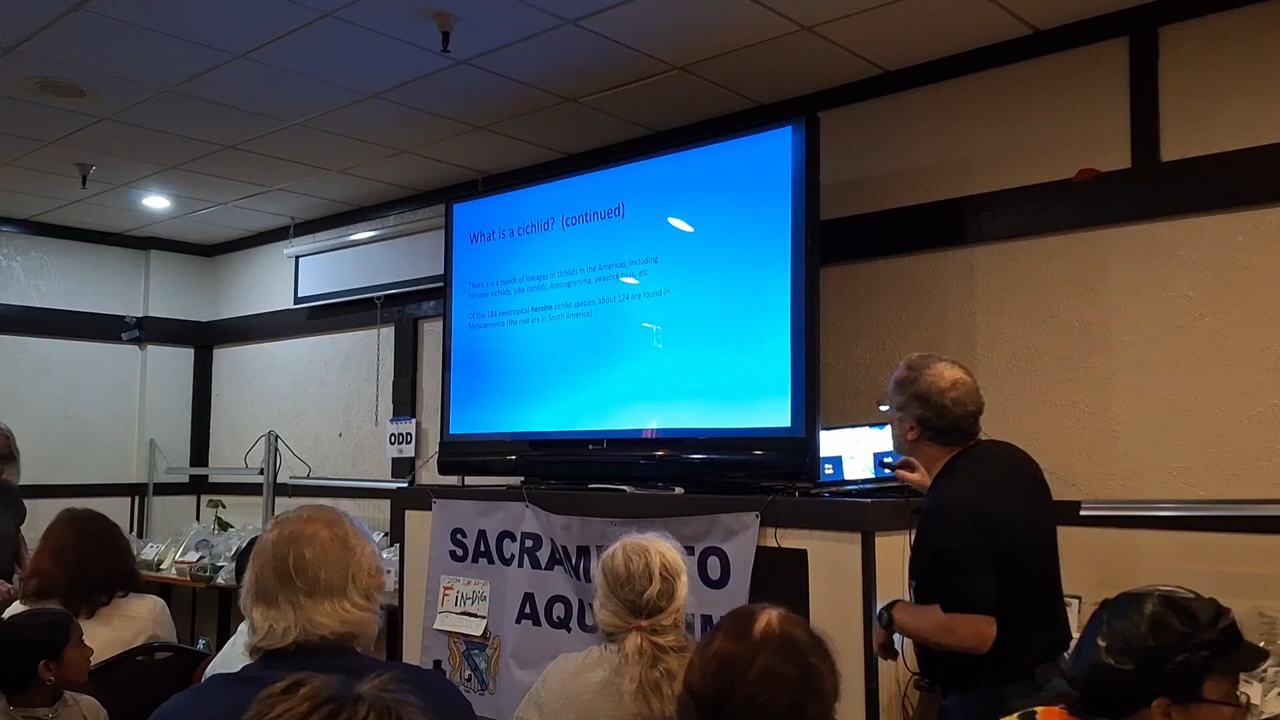 What is a cichlid? (continued)
There are a bunch of lineages of cichlids in the Americas, including
heroine cichlids, pike cichlids, Apistogramma, peacock bass, etc
Of the 184 neotropical heroine cichlid species, about 124 are found in
Mesoamerica (the rest are in South America)
ODD
SACRAM TO
AQU
FiN-DiG